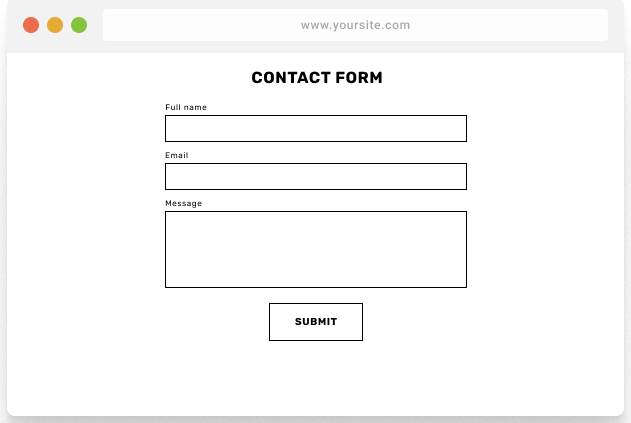 www.yoursite.com
CONTACT FORM
Full name
Email
Message
SUBMIT